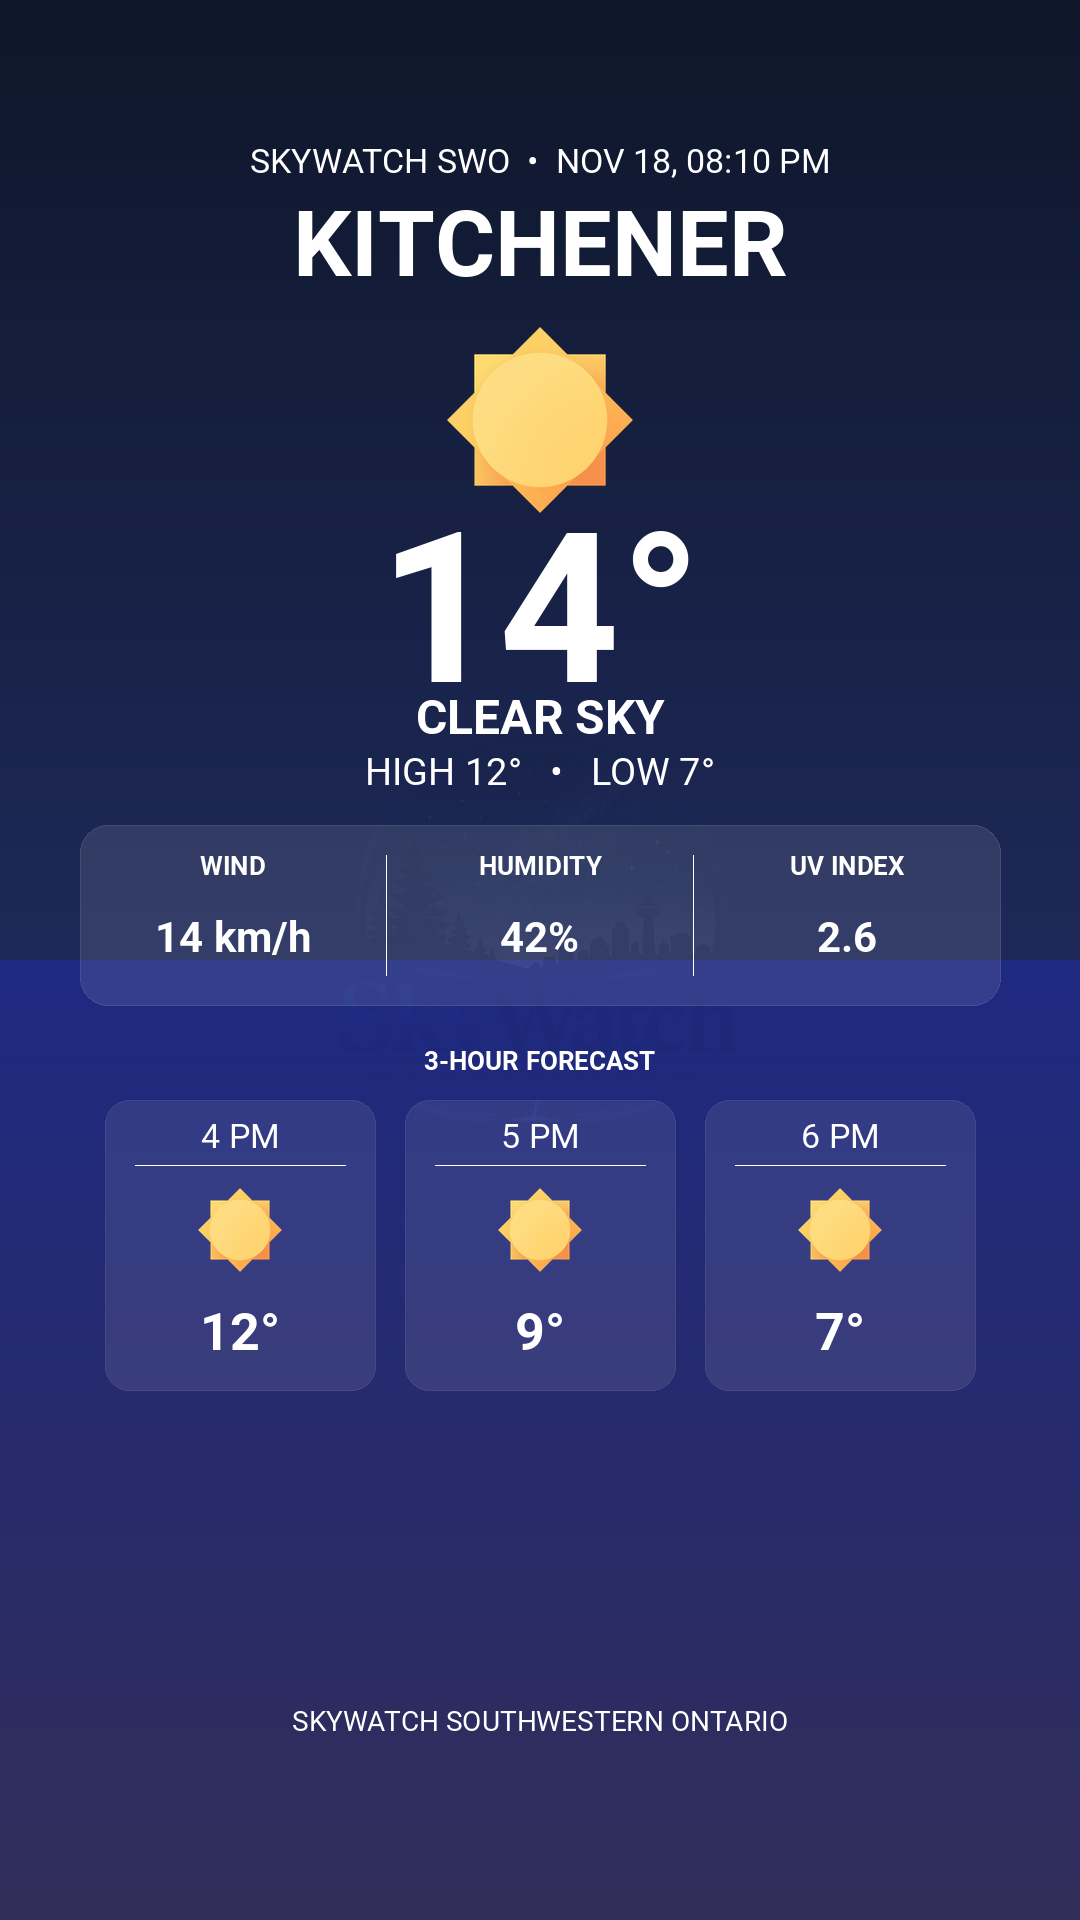 SKYWATCH SWO • NOV 18, 08:10 PM
KITCHENER
14°
CLEAR SKY
HIGH 12° • LOW 7°
WIND HUMIDITY UV INDEX
14 km/h 42% 2.6
SkyWatch
3-HOUR FORECAST
4 PM 5 PM 6 PM
12° 9° 7°
SKYWATCH SOUTHWESTERN ONTARIO